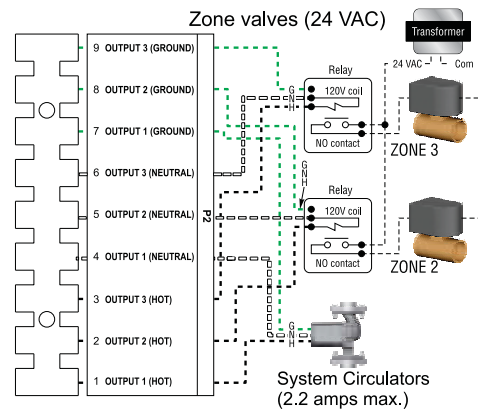 Zone valves (24 VAC)
Transformer
24 VAC
Com
9 OUTPUT 3 (GROUND)
8 OUTPUT 2 (GROUND)
7 OUTPUT 1 (GROUND)
6 OUTPUT 3 (NEUTRAL)
5 OUTPUT 2 (NEUTRAL)
4 OUTPUT 1 (NEUTRAL)
3 OUTPUT 3 (HOT)
2 OUTPUT 2 (HOT)
1 OUTPUT 1 (HOT)
P2
Relay
G
N
H
120V coil
NO contact
ZONE 3
G
N
H
Relay
120V coil
NO contact
ZONE 2
G
N
H
System Circulators
(2.2 amps max.)